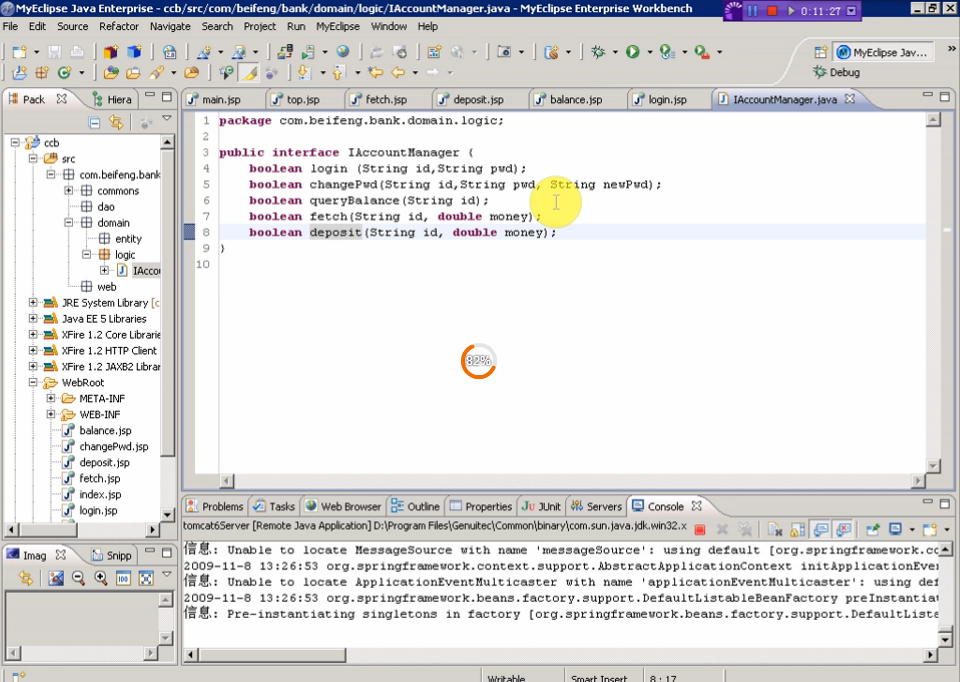 MyEclipse Java Enterprise - ccb/src/com/beifeng/bank/domain/logic/IAccountManager.java - MyEclipse Enterprise Workbench
0:11:27
File Edit Source Refactor Navigate Search Project Run MyEclipse Window Help
MyEclipse Jav...
Debug
Pack
Hiera
main.jsp
top.jsp
fetch.jsp
deposit.jsp
balance.jsp
login.jsp
IAccountManager.java
ccb
src
com.beifeng.bank
commons
dao
domain
entity
logic
IAccou
web
JRE System Library [c
Java EE 5 Libraries
XFire 1.2 Core Librarie
XFire 1.2 HTTP Client
XFire 1.2 JAXB2 Librar
WebRoot
META-INF
WEB-INF
balance.jsp
changePwd.jsp
deposit.jsp
fetch.jsp
index.jsp
login.jsp
1 package com.beifeng.bank.domain.logic;
2
3 public interface IAccountManager {
4 boolean login (String id,String pwd);
5 boolean changePwd(String id,String pwd, String newPwd);
6 boolean queryBalance(String id);
7 boolean fetch(String id, double money);
8 boolean deposit(String id, double money);
9 }
10
82%
Imag
Snipp
Problems Tasks Web Browser Outline Properties JUnit Servers Console
tomcat6Server [Remote Java Application] D:\Program Files\Genuitec\Common\binary\com.sun.java.jdk.win32.x
信息: Unable to locate MessageSource with name 'messageSource': using default [org.springframework.co
2009-11-8 13:26:53 org.springframework.context.support.AbstractApplicationContext initApplicationEven
信息: Unable to locate ApplicationEventMulticaster with name 'applicationEventMulticaster': using def
2009-11-8 13:26:53 org.springframework.beans.factory.support.DefaultListableBeanFactory preInstantiat
信息: Pre-instantiating singletons in factory [org.springframework.beans.factory.support.DefaultListe
Writable
Smart Insert
8 : 17